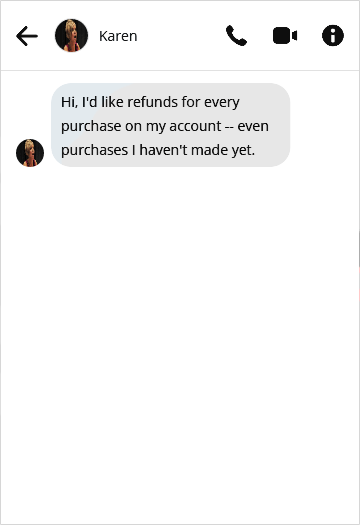 Karen
Hi, I'd like refunds for every
purchase on my account -- even
purchases I haven't made yet.